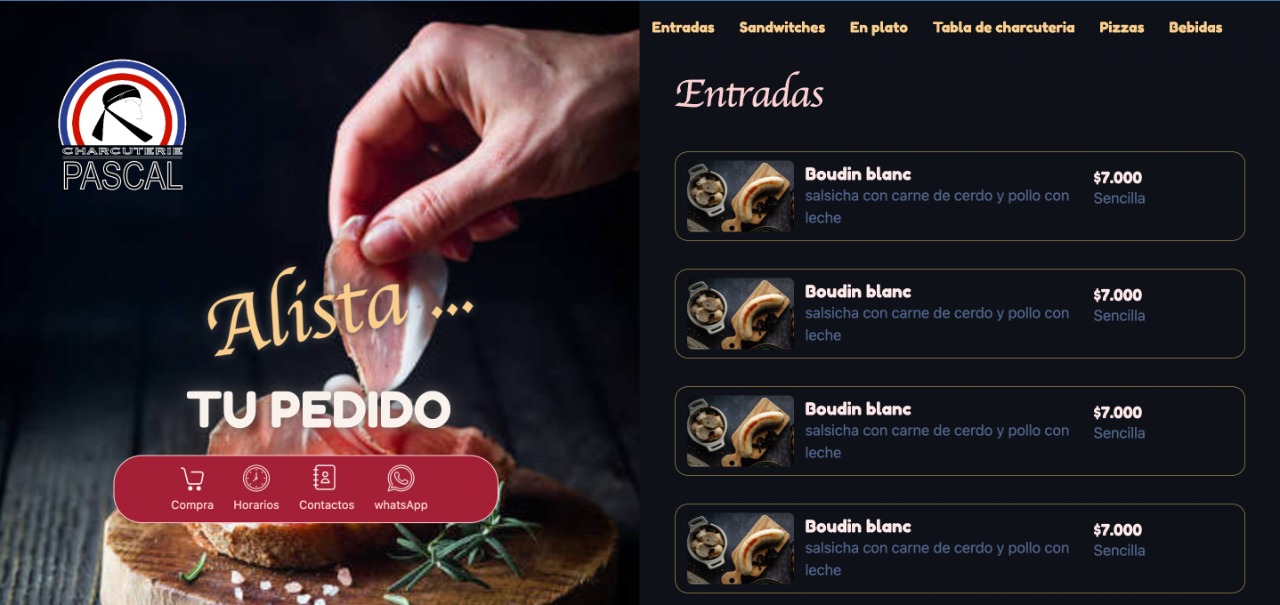 CHARCUTERIE
PASCAL
Alista ...
TU PEDIDO
Compra
Horarios
Contactos
whatsApp
Entradas
Sandwitches
En plato
Tabla de charcuteria
Pizzas
Bebidas
Entradas
Boudin blanc
salsicha con carne de cerdo y pollo con
leche
$7.000
Sencilla
Boudin blanc
salsicha con carne de cerdo y pollo con
leche
$7.000
Sencilla
Boudin blanc
salsicha con carne de cerdo y pollo con
leche
$7.000
Sencilla
Boudin blanc
salsicha con carne de cerdo y pollo con
leche
$7.000
Sencilla